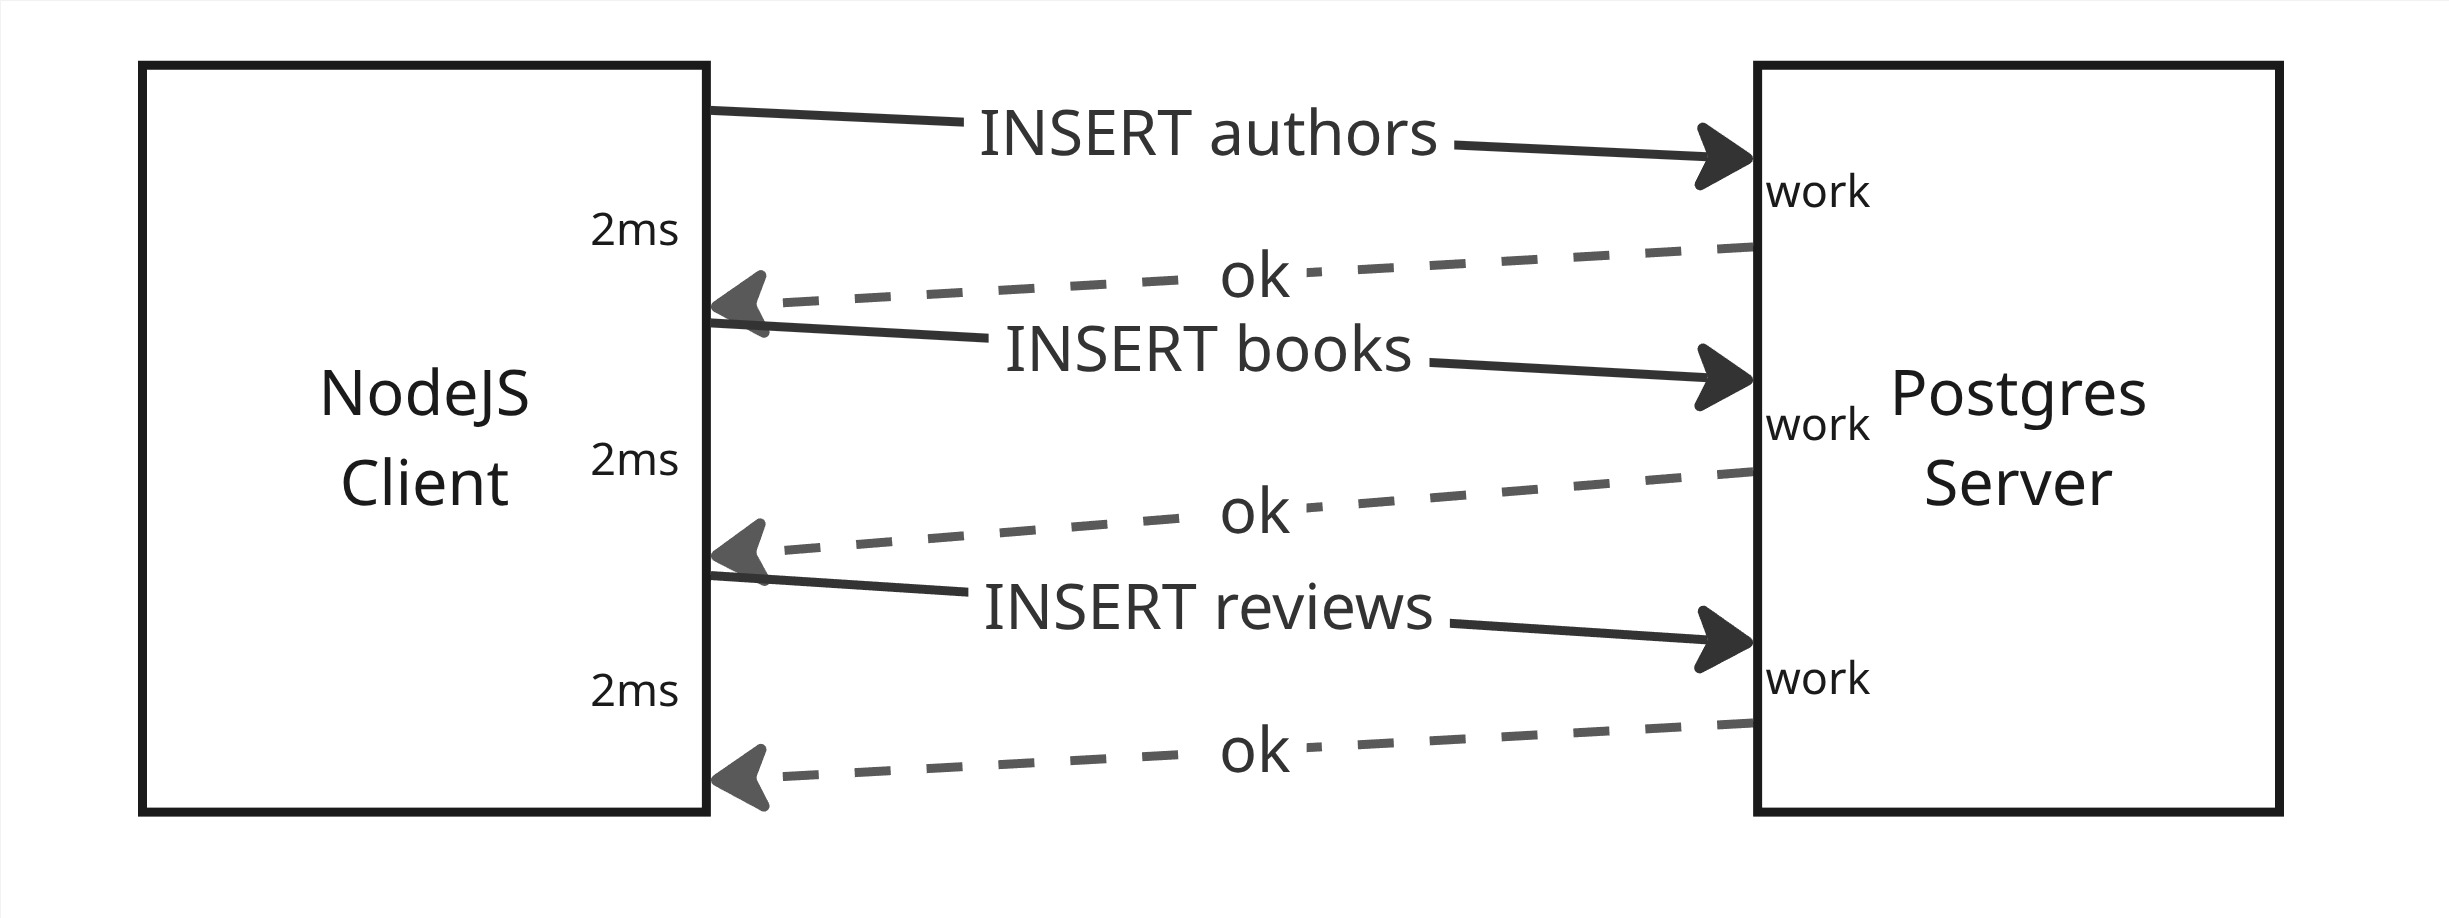 INSERT authors
work
2ms
ok
INSERT books
NodeJS
Client
2ms
work
Postgres
Server
ok
INSERT reviews
work
2ms
ok